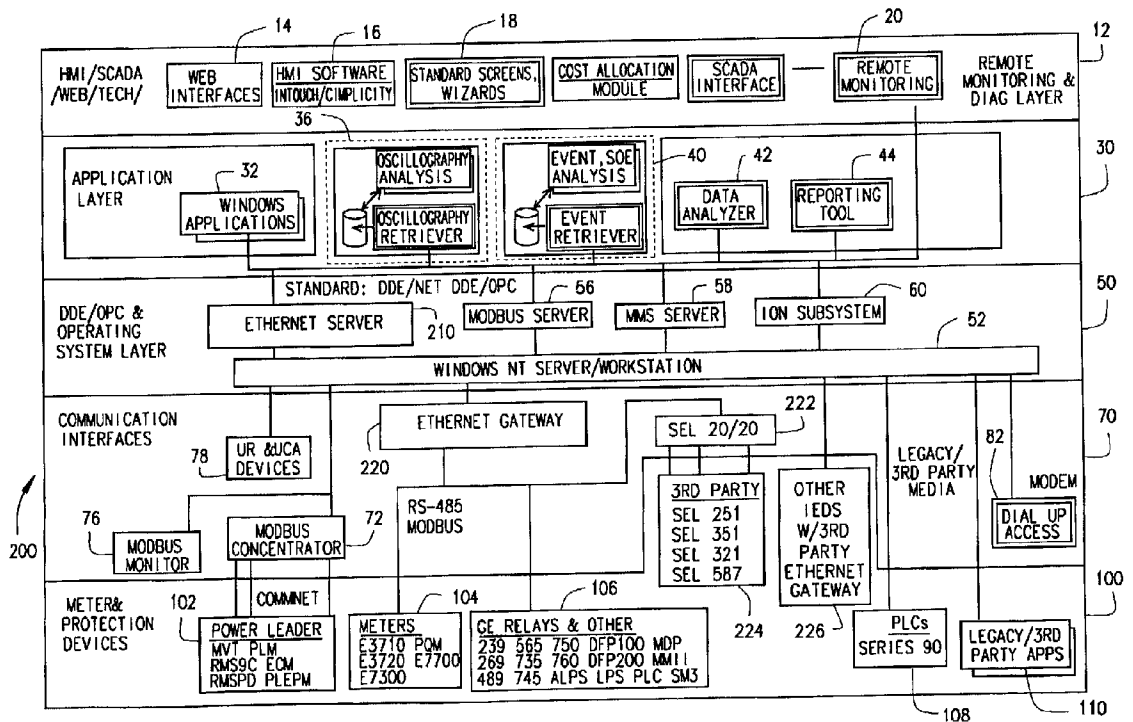 14
16
18
20
12
HMI/SCADA
/WEB/TECH/
WEB
INTERFACES
HMI SOFTWARE
INTOUCH/CIMPLICITY
STANDARD SCREENS,
WIZARDS
COST ALLOCATION
MODULE
SCADA
INTERFACE
REMOTE
MONITORING
REMOTE
MONITORING &
DIAG LAYER
36
40
42
44
30
APPLICATION
LAYER
32
WINDOWS
APPLICATIONS
OSCILLOGRAPHY
ANALYSIS
OSCILLOGRAPHY
RETRIEVER
EVENT, SOE
ANALYSIS
EVENT
RETRIEVER
DATA
ANALYZER
REPORTING
TOOL
STANDARD: DDE/NET DDE/OPC
56
58
60
50
DDE/OPC &
OPERATING
SYSTEM LAYER
ETHERNET SERVER
210
MODBUS SERVER
MMS SERVER
ION SUBSYSTEM
52
WINDOWS NT SERVER/WORKSTATION
COMMUNICATION
INTERFACES
ETHERNET GATEWAY
220
SEL 20/20
222
70
UR &UCA
DEVICES
78
LEGACY/
3RD PARTY
MEDIA
82
MODEM
DIAL UP
ACCESS
200
RS-485
MODBUS
3RD PARTY
SEL 251
SEL 351
SEL 321
SEL 587
OTHER
IEDS
W/3RD
PARTY
ETHERNET
GATEWAY
76
MODBUS
MONITOR
MODBUS
CONCENTRATOR
72
METER&
PROTECTION
DEVICES
102
COMMNET
104
106
224
226
100
POWER LEADER
MVT PLM
RMS9C ECM
RMSPD PLEPM
METERS
E3710 PQM
E3720 E7700
E7300
GE RELAYS & OTHER
239 565 750 DFP100 MDP
269 735 760 DFP200 MMII
489 745 ALPS LPS PLC SM3
PLCs
SERIES 90
108
LEGACY/3RD
PARTY APPS
110